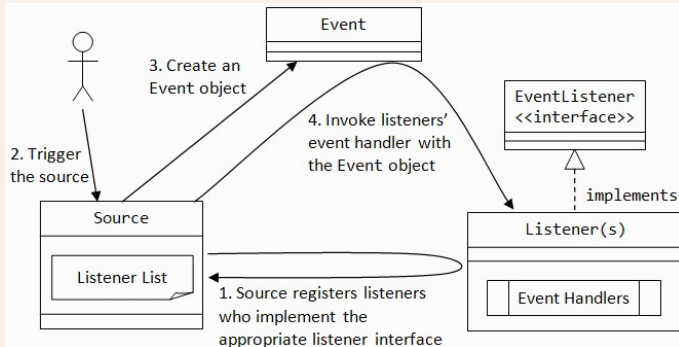 Event
3. Create an
Event object
EventListener
<<interface>>
4. Invoke listeners'
event handler with
the Event object
2. Trigger
the source
implements
Source
Listener(s)
Listener List
Event Handlers
1. Source registers listeners
who implement the
appropriate listener interface